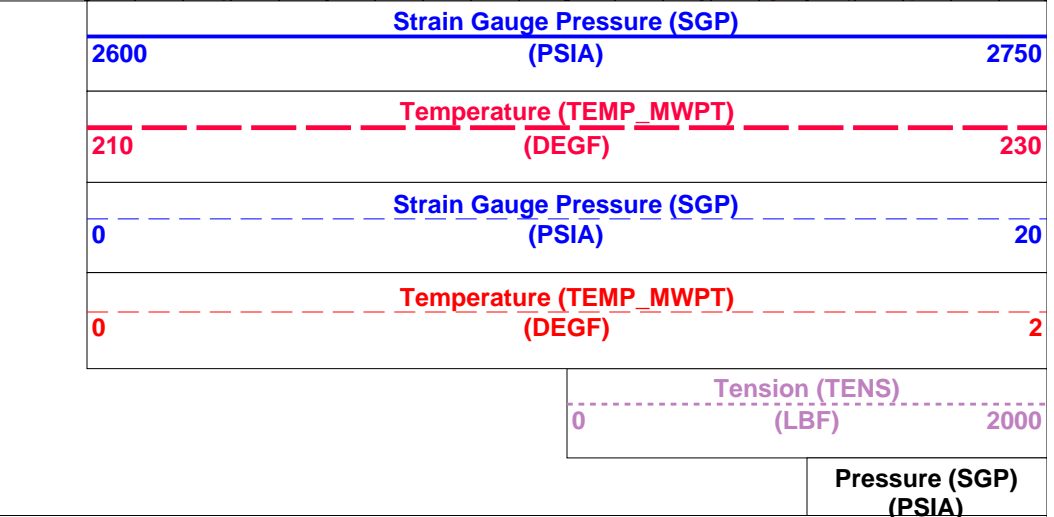 Strain Gauge Pressure (SGP)
2600 (PSIA) 2750
Temperature (TEMP_MWPT)
210 (DEGF) 230
Strain Gauge Pressure (SGP)
0 (PSIA) 20
Temperature (TEMP_MWPT)
0 (DEGF) 2
Tension (TENS)
0 (LBF) 2000
Pressure (SGP)
(PSIA)